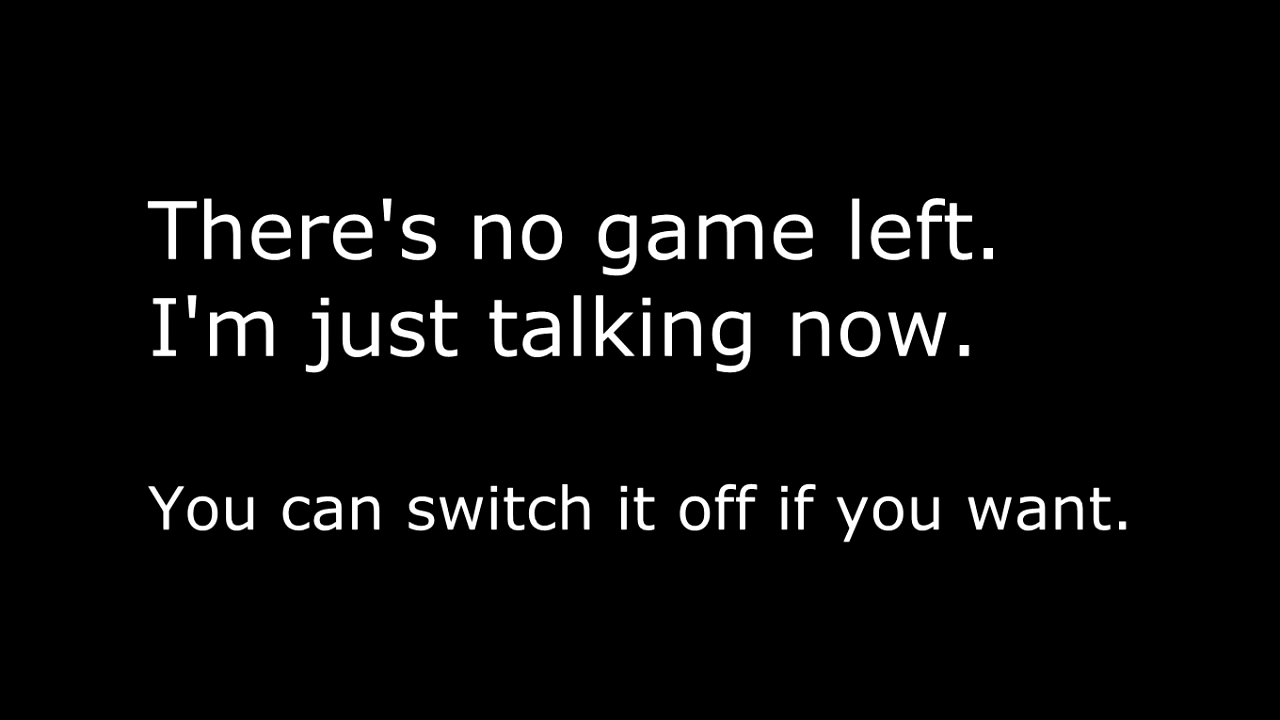 There's no game left.
I'm just talking now.
You can switch it off if you want.